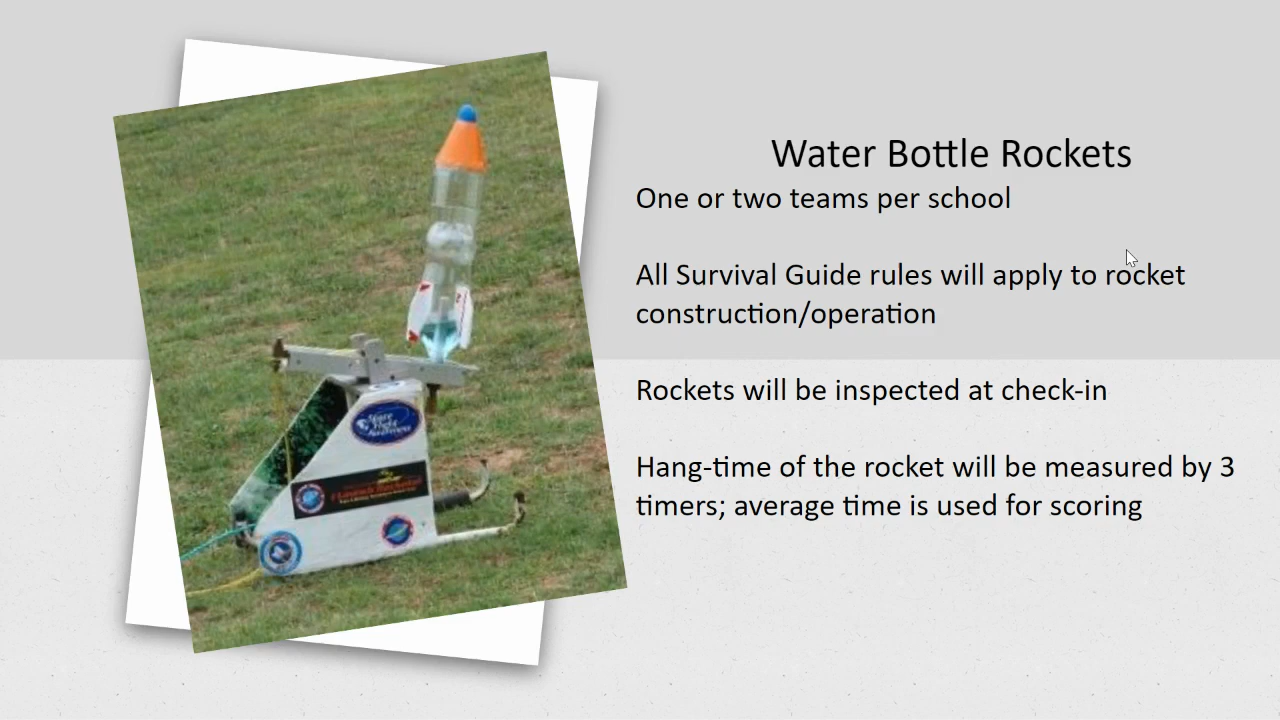 Water Bottle Rockets
One or two teams per school
All Survival Guide rules will apply to rocket
construction/operation
Rockets will be inspected at check-in
Hang-time of the rocket will be measured by 3
timers; average time is used for scoring